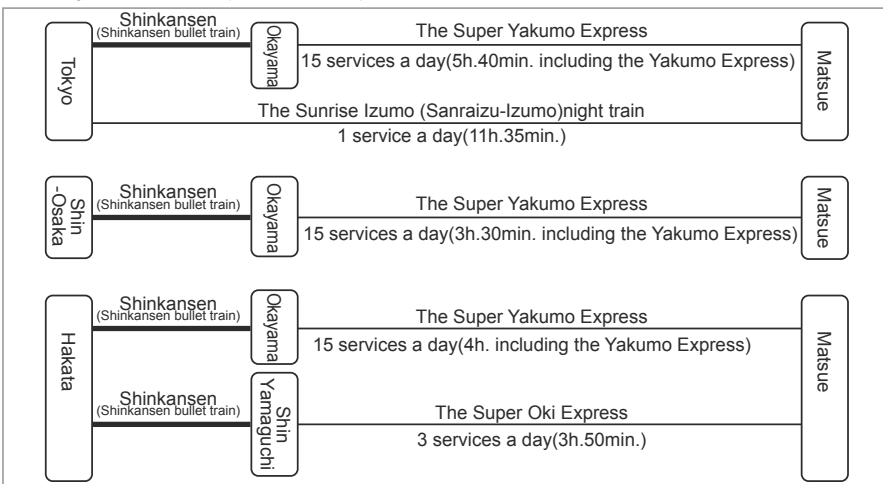 Tokyo
Shinkansen
(Shinkansen bullet train)
Okayama
The Super Yakumo Express
15 services a day(5h.40min. including the Yakumo Express)
The Sunrise Izumo (Sanraizu-Izumo)night train
1 service a day(11h.35min.)
Matsue
Shin
-Osaka
Shinkansen
(Shinkansen bullet train)
Okayama
The Super Yakumo Express
15 services a day(3h.30min. including the Yakumo Express)
Matsue
Hakata
Shinkansen
(Shinkansen bullet train)
Okayama
The Super Yakumo Express
15 services a day(4h. including the Yakumo Express)
Shinkansen
(Shinkansen bullet train)
Shin
Yamaguchi
The Super Oki Express
3 services a day(3h.50min.)
Matsue